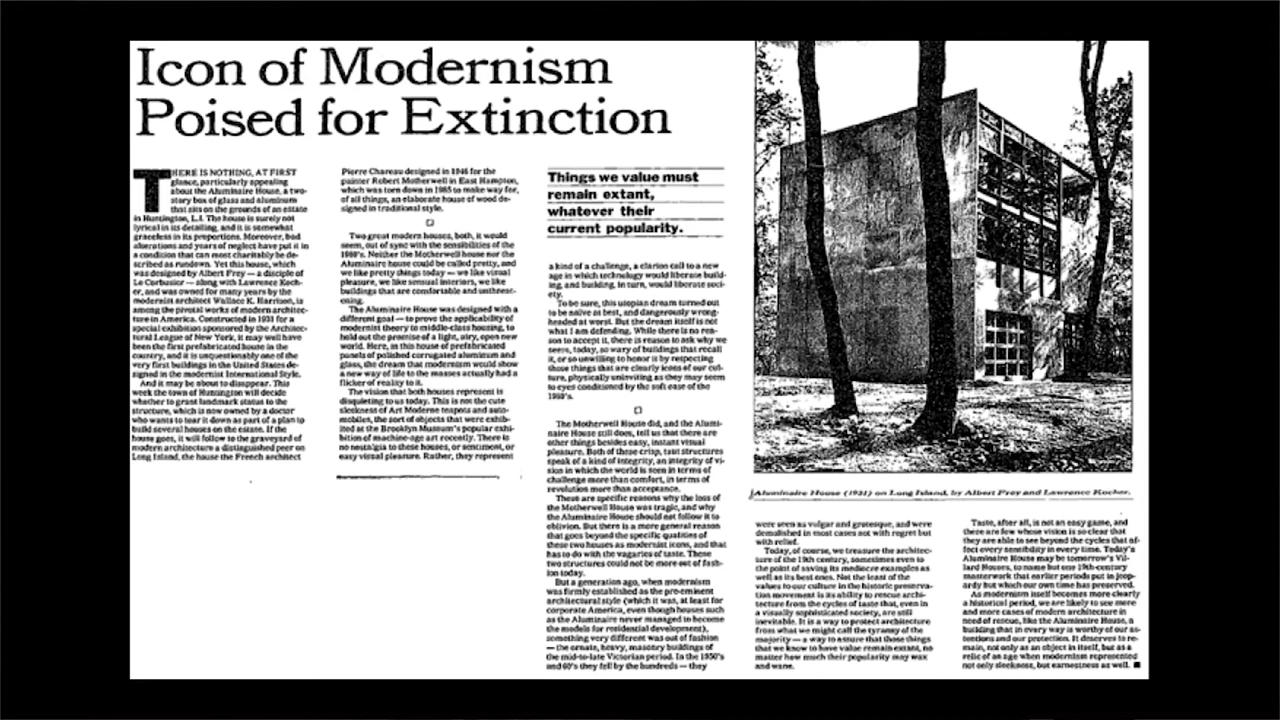 Icon of Modernism
Poised for Extinction
THERE IS NOTHING, AT FIRST
glance, particularly appealing
about the Aluminaire House, a two-
story box of glass and aluminum
that sits on the grounds of an estate
in Huntington, L.I. The house is surely not
lyrical in its detailing, and it is somewhat
graceless in its proportions. Moreover, bad
alterations and years of neglect have put it in
a condition that can most charitably be de-
scribed as rundown. Yet this house, which
was designed by Albert Frey — a disciple of
Le Corbusier — along with Lawrence Koch-
er, and was owned for many years by the
modernist architect Wallace K. Harrison, is
among the pivotal works of modern architec-
ture in America. Constructed in 1931 for a
special exhibition sponsored by the Architec-
tural League of New York, it may well have
been the first prefabricated house in the
country, and it is unquestionably one of the
very first buildings in the United States de-
signed in the modernist International Style.
And it may be about to disappear. This
week the town of Huntington will decide
whether to grant landmark status to the
structure, which is now owned by a doctor
who wants to tear it down as part of a plan to
build several houses on the estate. If the
house goes, it will follow to the graveyard of
modern architecture a distinguished peer on
Long Island, the house the French architect
Pierre Chareau designed in 1946 for the
painter Robert Motherwell in East Hampton,
which was torn down in 1985 to make way for,
of all things, an elaborate house of wood de-
signed in traditional style.
Two great modern houses, both, it would
seem, out of sync with the sensibilities of the
1980's. Neither the Motherwell house nor the
Aluminaire house could be called pretty, and
we like pretty things today — we like visual
pleasure, we like sensual interiors, we like
buildings that are comfortable and unthreat-
ening.
The Aluminaire House was designed with a
different goal — to prove the applicability of
modernist theory to middle-class housing, to
hold out the promise of a light, airy, open new
world. Here, in this house of prefabricated
panels of polished corrugated aluminum and
glass, the dream that modernism would show
a new way of life to the masses actually had a
flicker of reality to it.
The vision that both houses represent is
disquieting to us today. This is not the cute
sleekness of Art Moderne teapots and auto-
mobiles, the sort of objects that were exhib-
ited at the Brooklyn Museum's popular exhi-
bition of machine-age art recently. There is
no nostalgia to these houses, or sentiment, or
easy visual pleasure. Rather, they represent
Things we value must
remain extant,
whatever their
current popularity.
a kind of a challenge, a clarion call to a new
age in which technology would liberate build-
ing, and building, in turn, would liberate soci-
ety.
To be sure, this utopian dream turned out
to be naïve at best, and dangerously wrong-
headed at worst. But the dream itself is not
what I am defending. While there is no rea-
son to accept it, there is reason to ask why we
seem, today, so wary of buildings that recall
it, or so unwilling to honor it by respecting
those things that are clearly icons of our cul-
ture, physically uninviting as they may seem
to eyes conditioned by the soft ease of the
1980's.
The Motherwell House did, and the Alumi-
naire House still does, tell us that there are
other things besides easy, instant visual
pleasure. Both of these crisp, taut structures
speak of a kind of integrity, an integrity of vi-
sion in which the world is seen in terms of
challenge more than comfort, in terms of
revolution more than acceptance.
These are specific reasons why the loss of
the Motherwell House was tragic, and why
the Aluminaire House should not follow it to
oblivion. But there is a more general reason
that goes beyond the specific qualities of
these two houses as modernist icons, and that
has to do with the vagaries of taste. These
two structures could not be more out of fash-
ion today.
But a generation ago, when modernism
was firmly established as the pre-eminent
architectural style (which it was, at least for
corporate America, even though houses such
as the Aluminaire never managed to become
the models for residential development),
something very different was out of fashion
— the ornate, heavy, masonry buildings of
the mid-to-late Victorian period. In the 1950's
and 60's they fell by the hundreds — they
Aluminaire House (1931) on Long Island, by Albert Frey and Lawrence Kocher.
were seen as vulgar and grotesque, and were
demolished in most cases not with regret but
with relief.
Today, of course, we treasure the architec-
ture of the 19th century, sometimes even to
the point of saving its mediocre examples as
well as its best ones. Not the least of the
values to our culture in the historic preserva-
tion movement is its ability to rescue archi-
tecture from the cycles of taste that, even in
a visually sophisticated society, are still
inevitable. It is a way to protect architecture
from what we might call the tyranny of the
majority — a way to assure that those things
that we know to have value remain extant, no
matter how much their popularity may wax
and wane.
Taste, after all, is not an easy game, and
there are few whose vision is so clear that
they are able to see beyond the cycles that af-
fect every sensibility in every time. Today's
Aluminaire House may be tomorrow's Vil-
lard Houses, to name but one 19th-century
masterwork that earlier periods put in jeop-
ardy but which our own time has preserved.
As modernism itself becomes more clearly
a historical period, we are likely to see more
and more cases of modern architecture in
need of rescue, like the Aluminaire House, a
building that in every way is worthy of our at-
tentions and our protection. It deserves to re-
main, not only as an object in itself, but as a
relic of an age when modernism represented
not only sleekness, but earnestness as well.